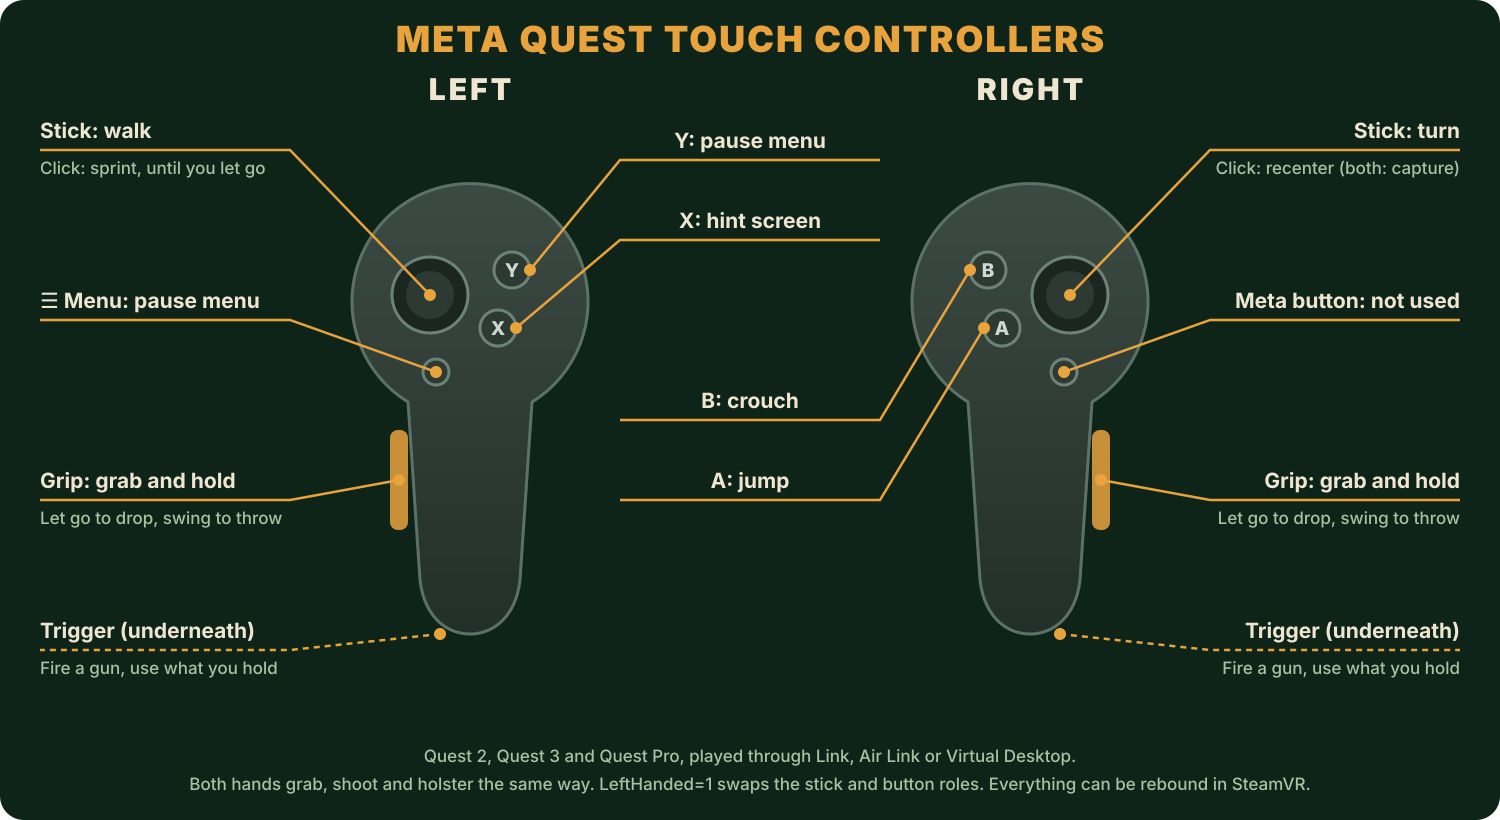 META QUEST TOUCH CONTROLLERS
LEFT
RIGHT
Stick: walk
Click: sprint, until you let go
☰ Menu: pause menu
Grip: grab and hold
Let go to drop, swing to throw
Trigger (underneath)
Fire a gun, use what you hold
Y
X
Y: pause menu
X: hint screen
B: crouch
A: jump
B
A
Stick: turn
Click: recenter (both: capture)
Meta button: not used
Grip: grab and hold
Let go to drop, swing to throw
Trigger (underneath)
Fire a gun, use what you hold
Quest 2, Quest 3 and Quest Pro, played through Link, Air Link or Virtual Desktop.
Both hands grab, shoot and holster the same way. LeftHanded=1 swaps the stick and button roles. Everything can be rebound in SteamVR.